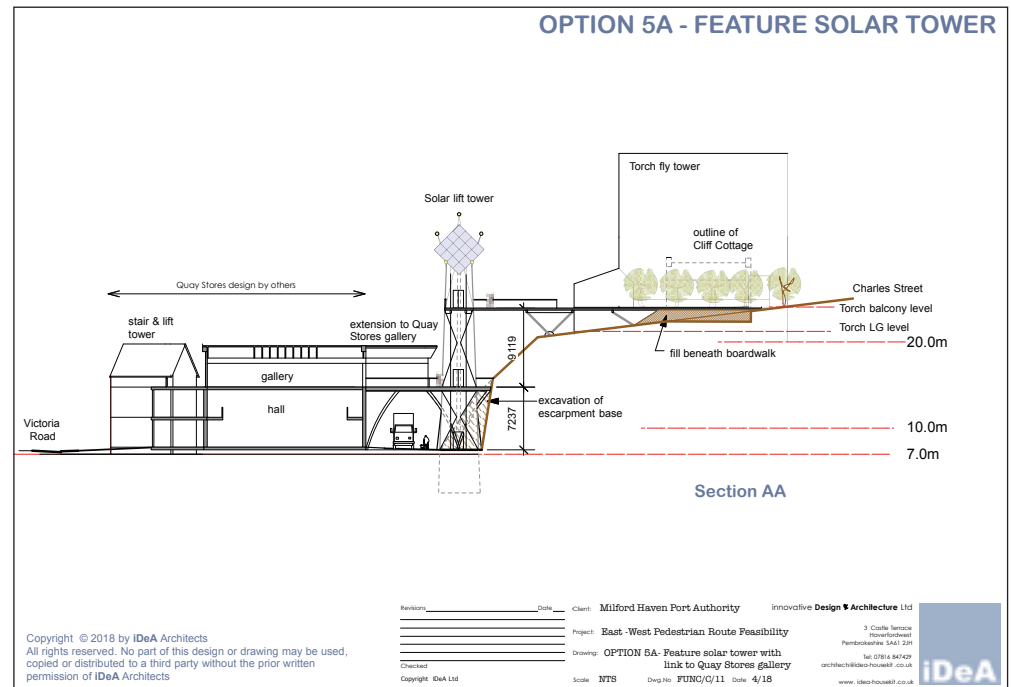 OPTION 5A - FEATURE SOLAR TOWER
Torch fly tower
Solar lift tower
outline of
Cliff Cottage
Quay Stores design by others
Charles Street
Torch balcony level
stair & lift
tower
extension to Quay
Stores gallery
Torch LG level
20.0m
9119
fill beneath boardwalk
gallery
hall
excavation of
escarpment base
7237
Victoria
Road
10.0m
7.0m
Section AA
Revisions
Date
Client: Milford Haven Port Authority
innovative Design & Architecture Ltd
Project: East -West Pedestrian Route Feasibility
3 Castle Terrace
Haverfordwest
Pembrokeshire SA61 2JH
Tel: 07816 847429
architech@idea-housekit .co.uk
www. idea-housekit.co.uk
Drawing: OPTION 5A- Feature solar tower with
link to Quay Stores gallery
Checked
Copyright IDeA Ltd
Scale NTS Dwg.No FUNC/C/11 Date 4/18
iDeA
Copyright © 2018 by iDeA Architects
All rights reserved. No part of this design or drawing may be used,
copied or distributed to a third party without the prior written
permission of iDeA Architects